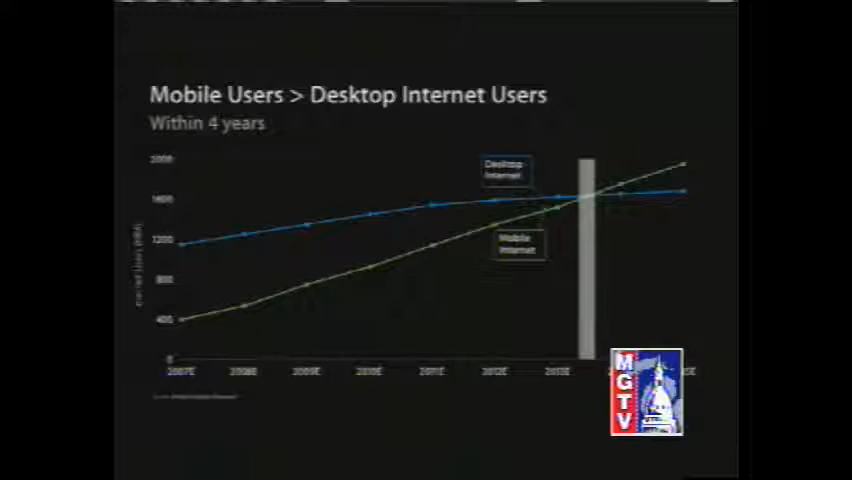 Mobile Users > Desktop Internet Users
Within 4 years
2000
Desktop
Internet
1200
Mobile
Internet
800
400
0
2007E 2008E 2009E 2010E 2011E 2012E 2013E
MGTV